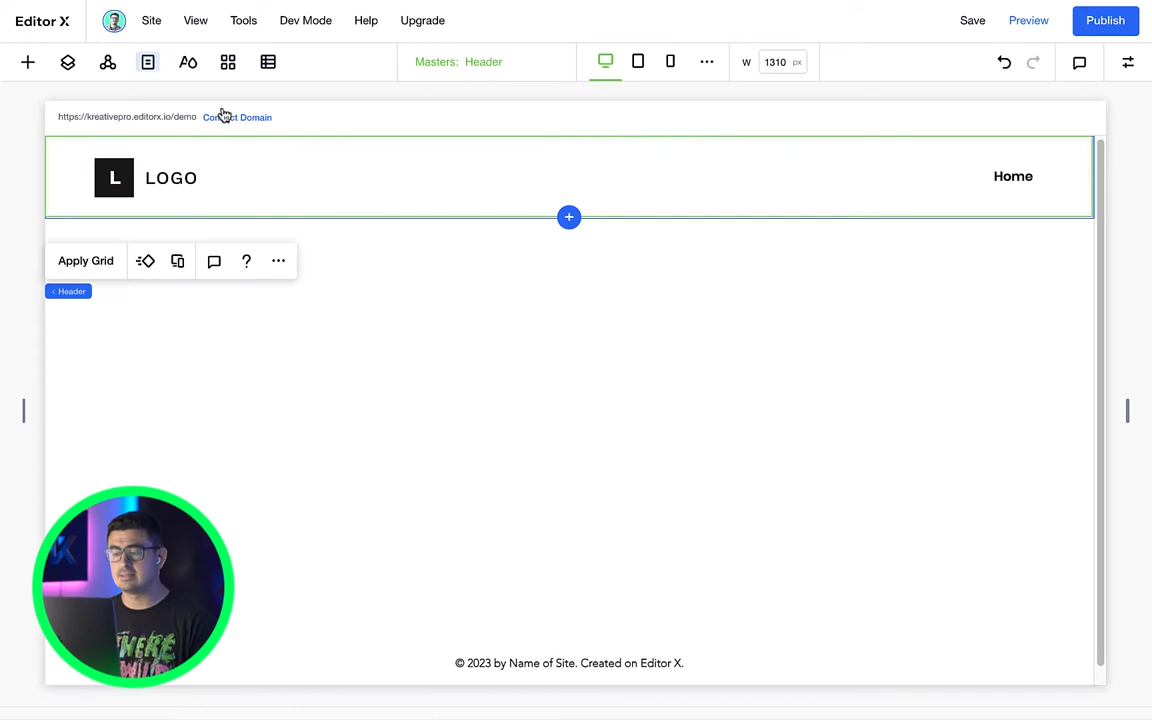 Editor X
Site View Tools Dev Mode Help Upgrade
Save Preview Publish
Masters: Header
W 1310 px
https://kreativepro.editorx.io/demo Connect Domain
L LOGO
Home
Apply Grid
?
< Header
THERE
© 2023 by Name of Site. Created on Editor X.